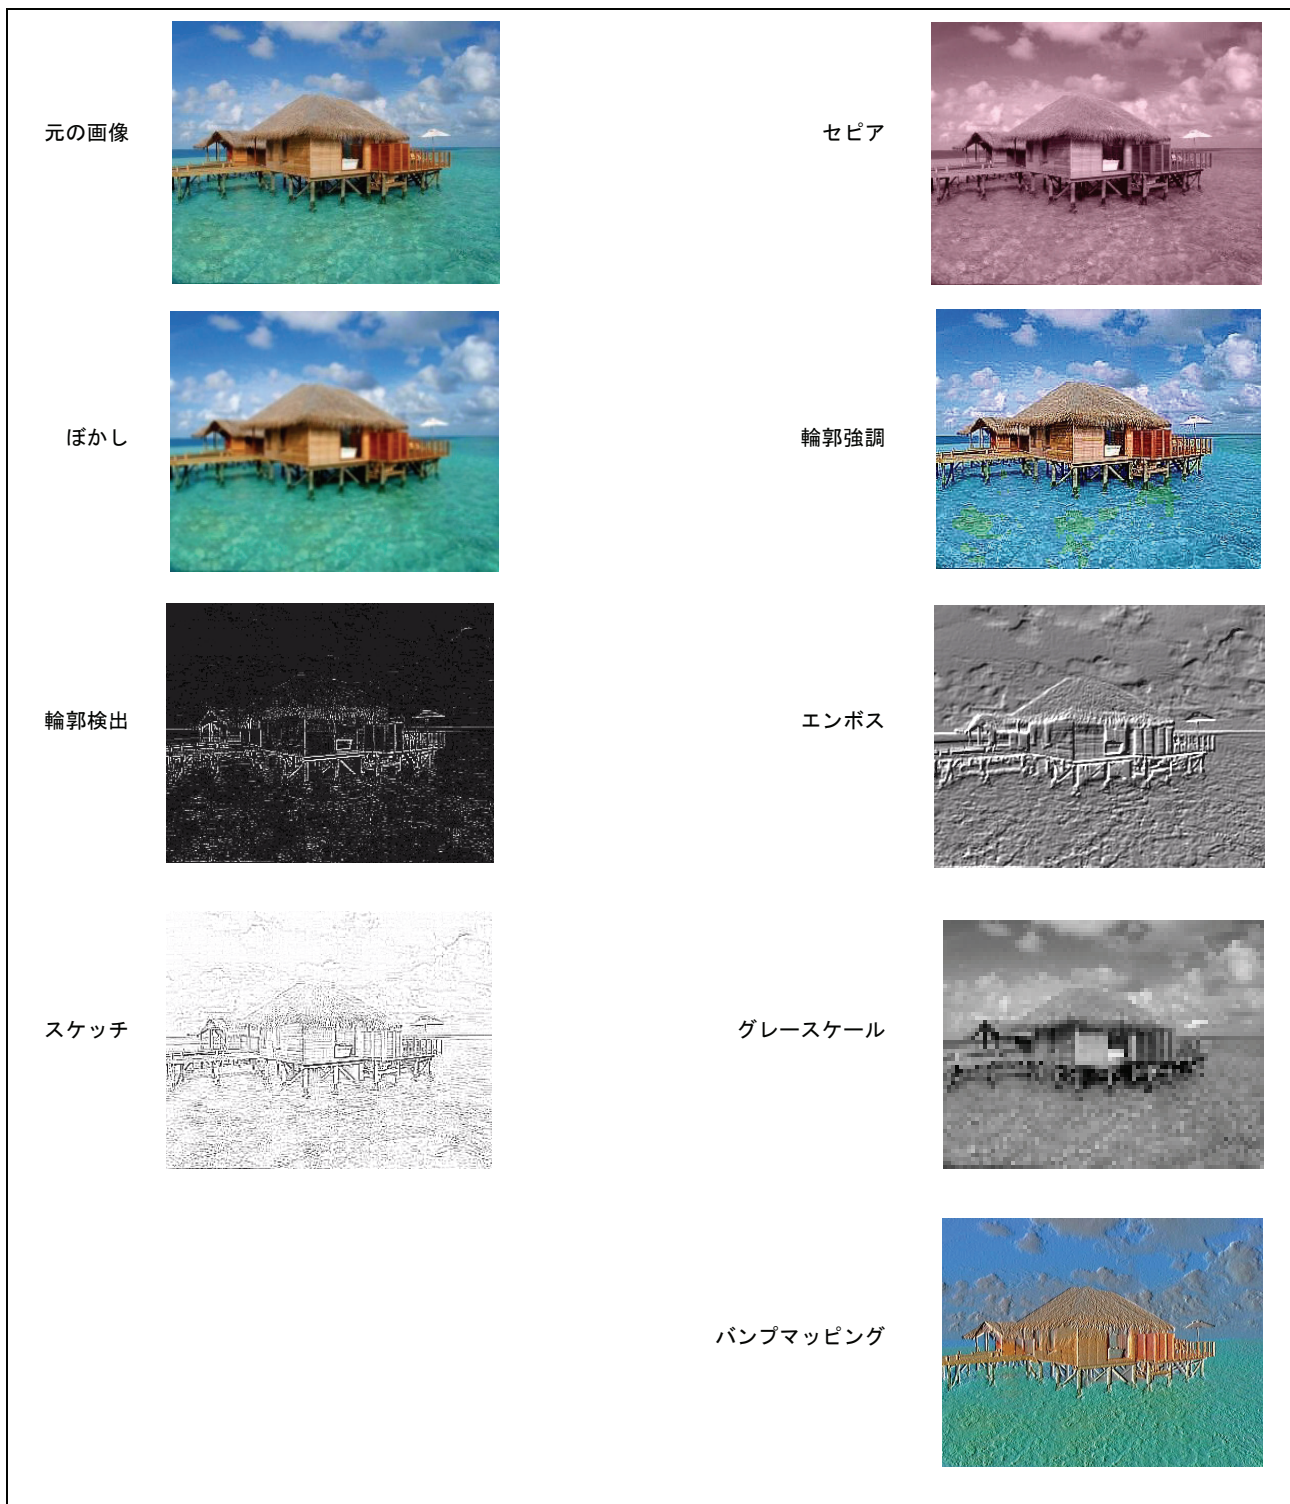 元の画像
セピア
ぼかし
輪郭強調
輪郭検出
エンボス
スケッチ
グレースケール
バンプマッピング